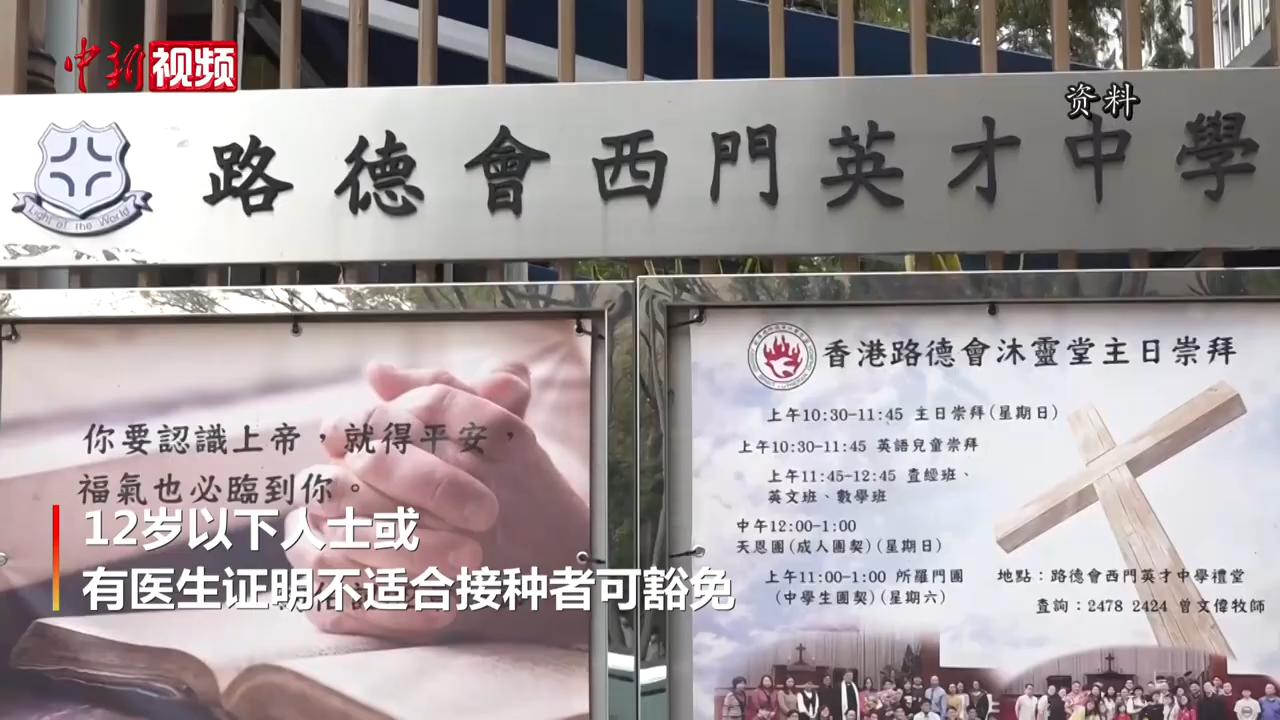 中新视频
资料
路德會西門英才中學
Light of the World
你要認識上帝，就得平安，
福氣也必臨到你。
香港路德會沐靈堂主日崇拜
上午10:30-11:45 主日崇拜(星期日)
上午10:30-11:45 英語兒童崇拜
上午11:45-12:45 查經班、
英文班、數學班
中午12:00-1:00
天恩團(成人團契)(星期日)
上午11:00-1:00 所羅門團
(中學生團契)(星期六)
地點：路德會西門英才中學禮堂
查詢：2478 2424 曾文偉牧師
12岁以下人士或
有医生证明不适合接种者可豁免